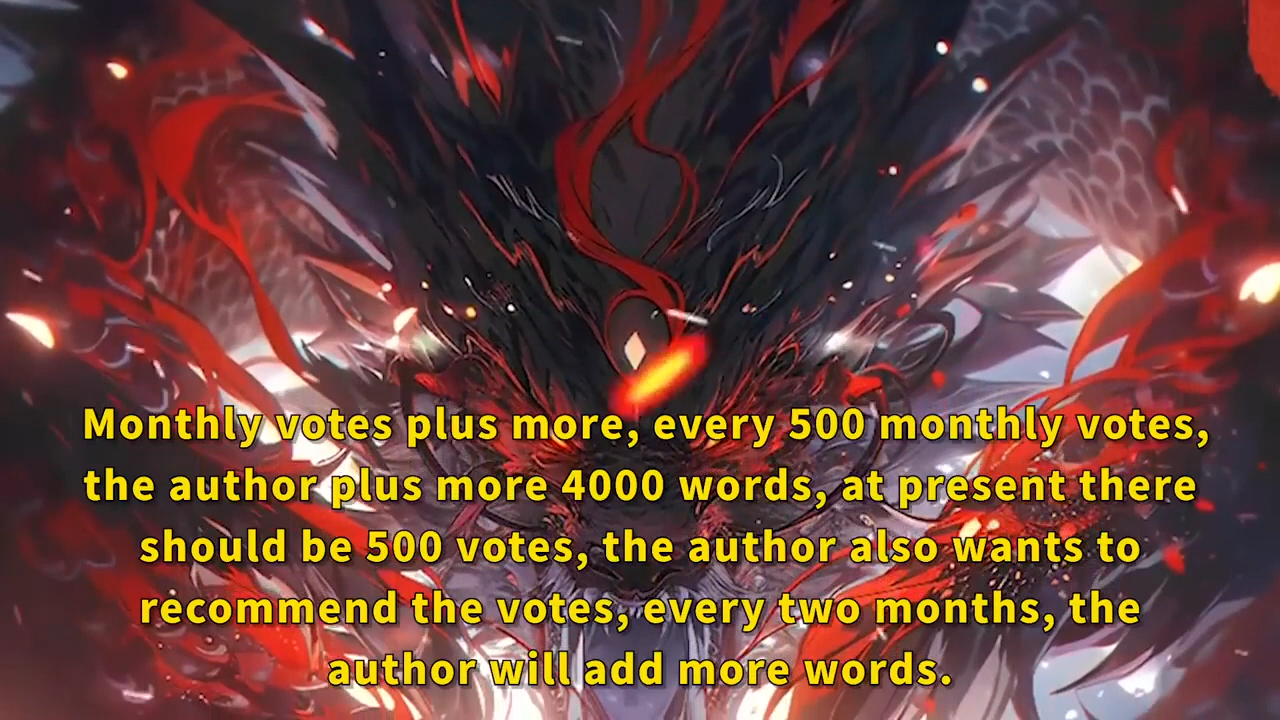 Monthly votes plus more, every 500 monthly votes,
the author plus more 4000 words, at present there
should be 500 votes, the author also wants to
recommend the votes, every two months, the
author will add more words.